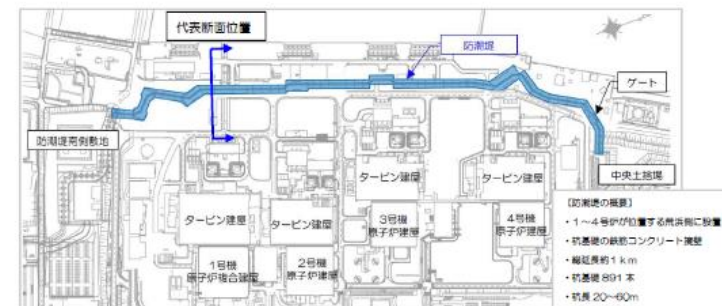 代表断面位置
防潮堤
ゲート
防潮堤南側敷地
中央土捨場
タービン建屋
タービン建屋
タービン建屋
タービン建屋
3号機
原子炉建屋
4号機
原子炉建屋
1号機
原子炉複合建屋
2号機
原子炉建屋
[防潮堤の概要]
・1～4号炉が位置する荒浜側に設置
・杭基礎の鉄筋コンクリート擁壁
・総延長約1km
・杭基礎891本
・杭長20～60m